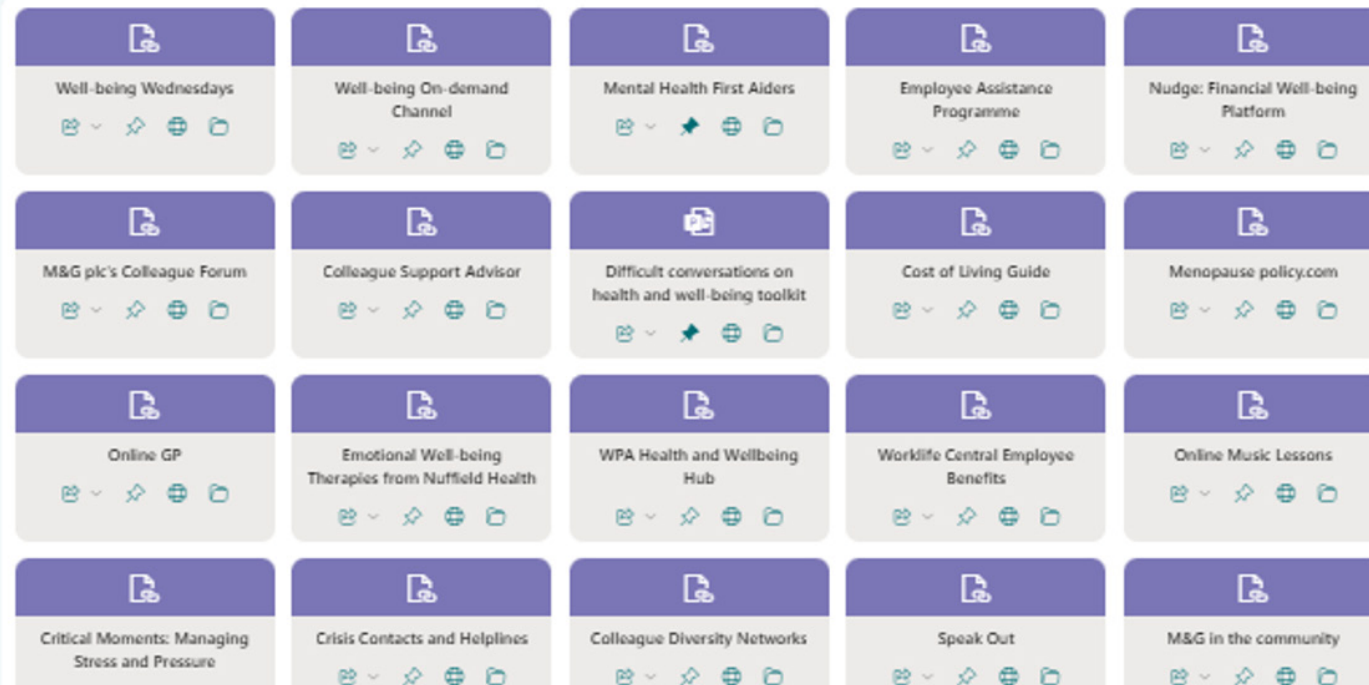 Well-being Wednesdays
Well-being On-demand
Channel
Mental Health First Aiders
Employee Assistance
Programme
Nudge: Financial Well-being
Platform
M&G plc's Colleague Forum
Colleague Support Advisor
Difficult conversations on
health and well-being toolkit
Cost of Living Guide
Menopause policy.com
Online GP
Emotional Well-being
Therapies from Nuffield Health
WPA Health and Wellbeing
Hub
Worklife Central Employee
Benefits
Online Music Lessons
Critical Moments: Managing
Stress and Pressure
Crisis Contacts and Helplines
Colleague Diversity Networks
Speak Out
M&G in the community